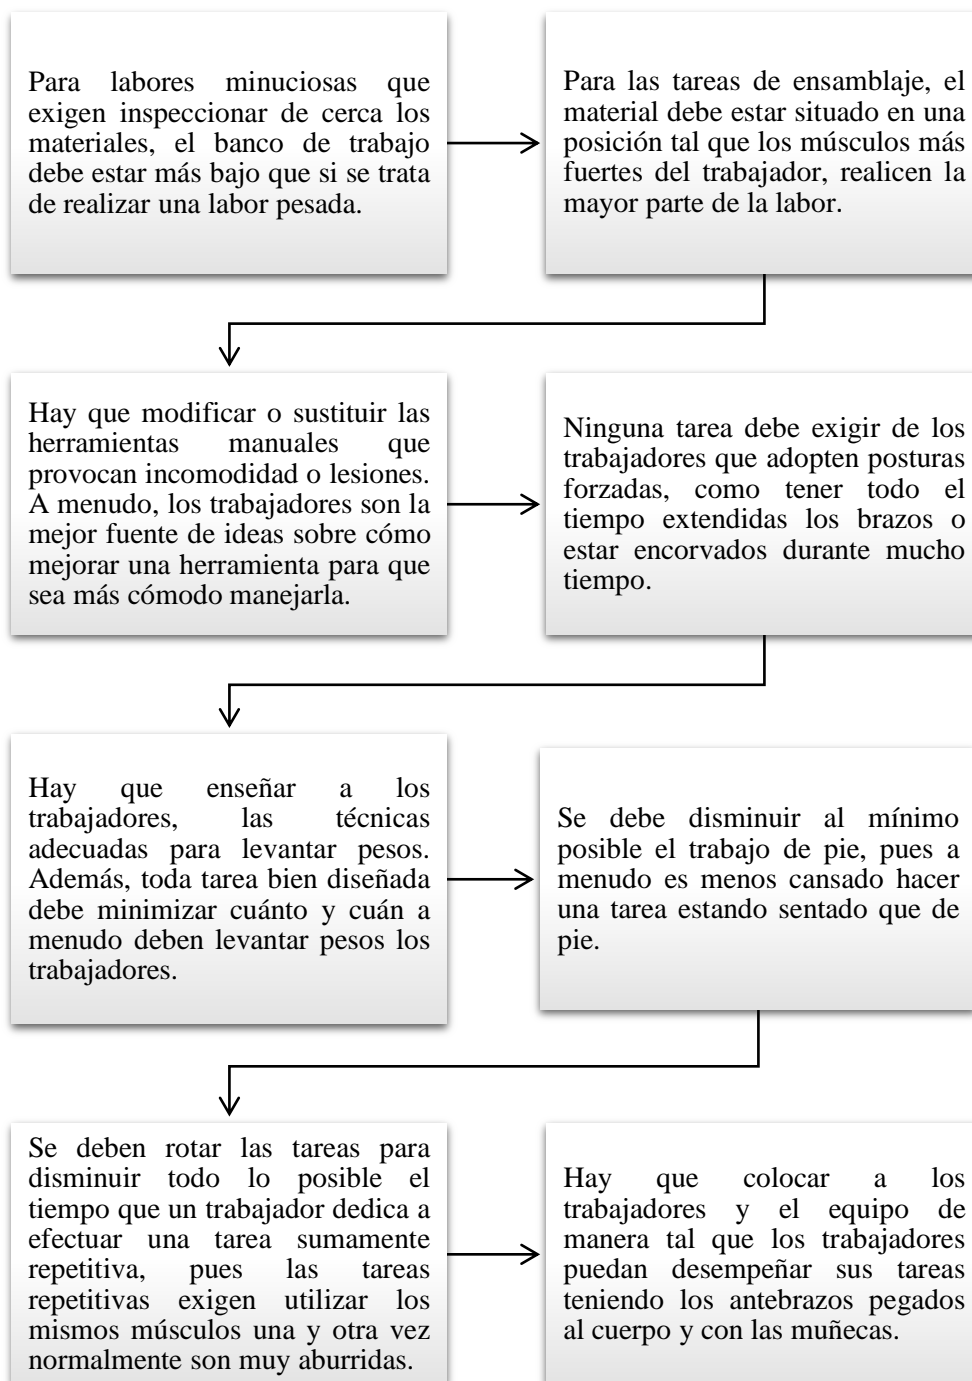 Para labores minuciosas que
exigen inspeccionar de cerca los
materiales, el banco de trabajo
debe estar más bajo que si se trata
de realizar una labor pesada.
Para las tareas de ensamblaje, el
material debe estar situado en una
posición tal que los músculos más
fuertes del trabajador, realicen la
mayor parte de la labor.
Hay que modificar o sustituir las
herramientas manuales que
provocan incomodidad o lesiones.
A menudo, los trabajadores son la
mejor fuente de ideas sobre cómo
mejorar una herramienta para que
sea más cómodo manejarla.
Ninguna tarea debe exigir de los
trabajadores que adopten posturas
forzadas, como tener todo el
tiempo extendidas los brazos o
estar encorvados durante mucho
tiempo.
Hay que enseñar a los
trabajadores, las técnicas
adecuadas para levantar pesos.
Además, toda tarea bien diseñada
debe minimizar cuánto y cuán a
menudo deben levantar pesos los
trabajadores.
Se debe disminuir al mínimo
posible el trabajo de pie, pues a
menudo es menos cansado hacer
una tarea estando sentado que de
pie.
Se deben rotar las tareas para
disminuir todo lo posible el
tiempo que un trabajador dedica a
efectuar una tarea sumamente
repetitiva, pues las tareas
repetitivas exigen utilizar los
mismos músculos una y otra vez
normalmente son muy aburridas.
Hay que colocar a los
trabajadores y el equipo de
manera tal que los trabajadores
puedan desempeñar sus tareas
teniendo los antebrazos pegados
al cuerpo y con las muñecas.